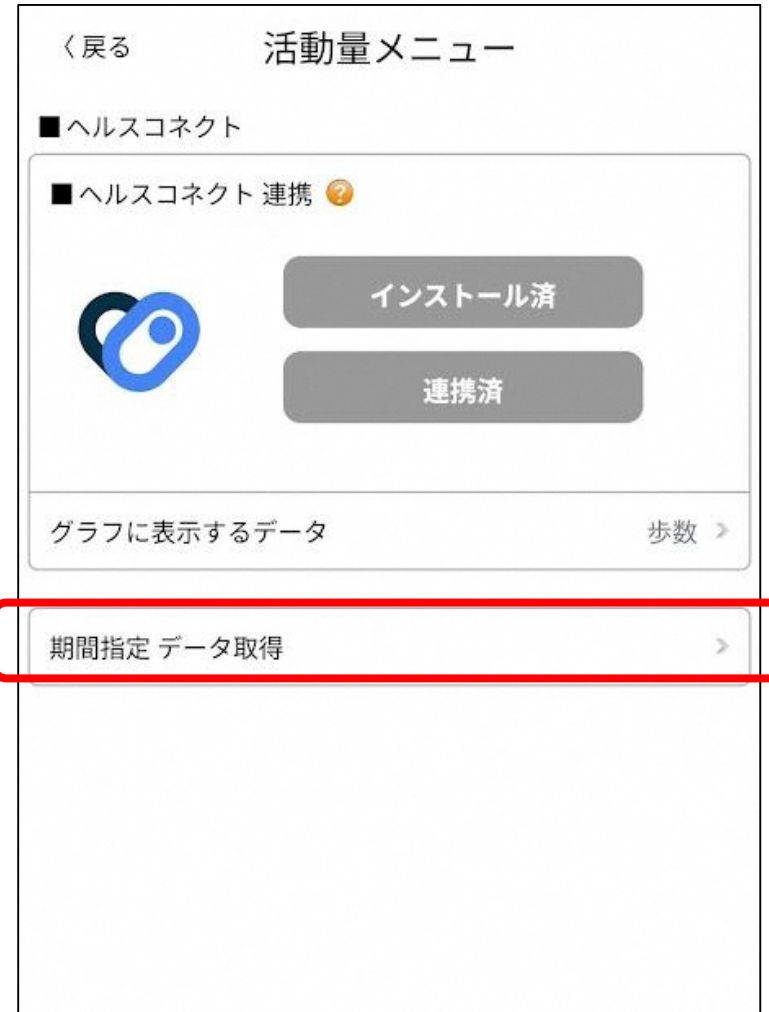 〈 戻る 活動量メニュー
■ ヘルスコネクト
■ ヘルスコネクト 連携 ?
インストール済
連携済
グラフに表示するデータ 歩数 >
期間指定 データ取得 >